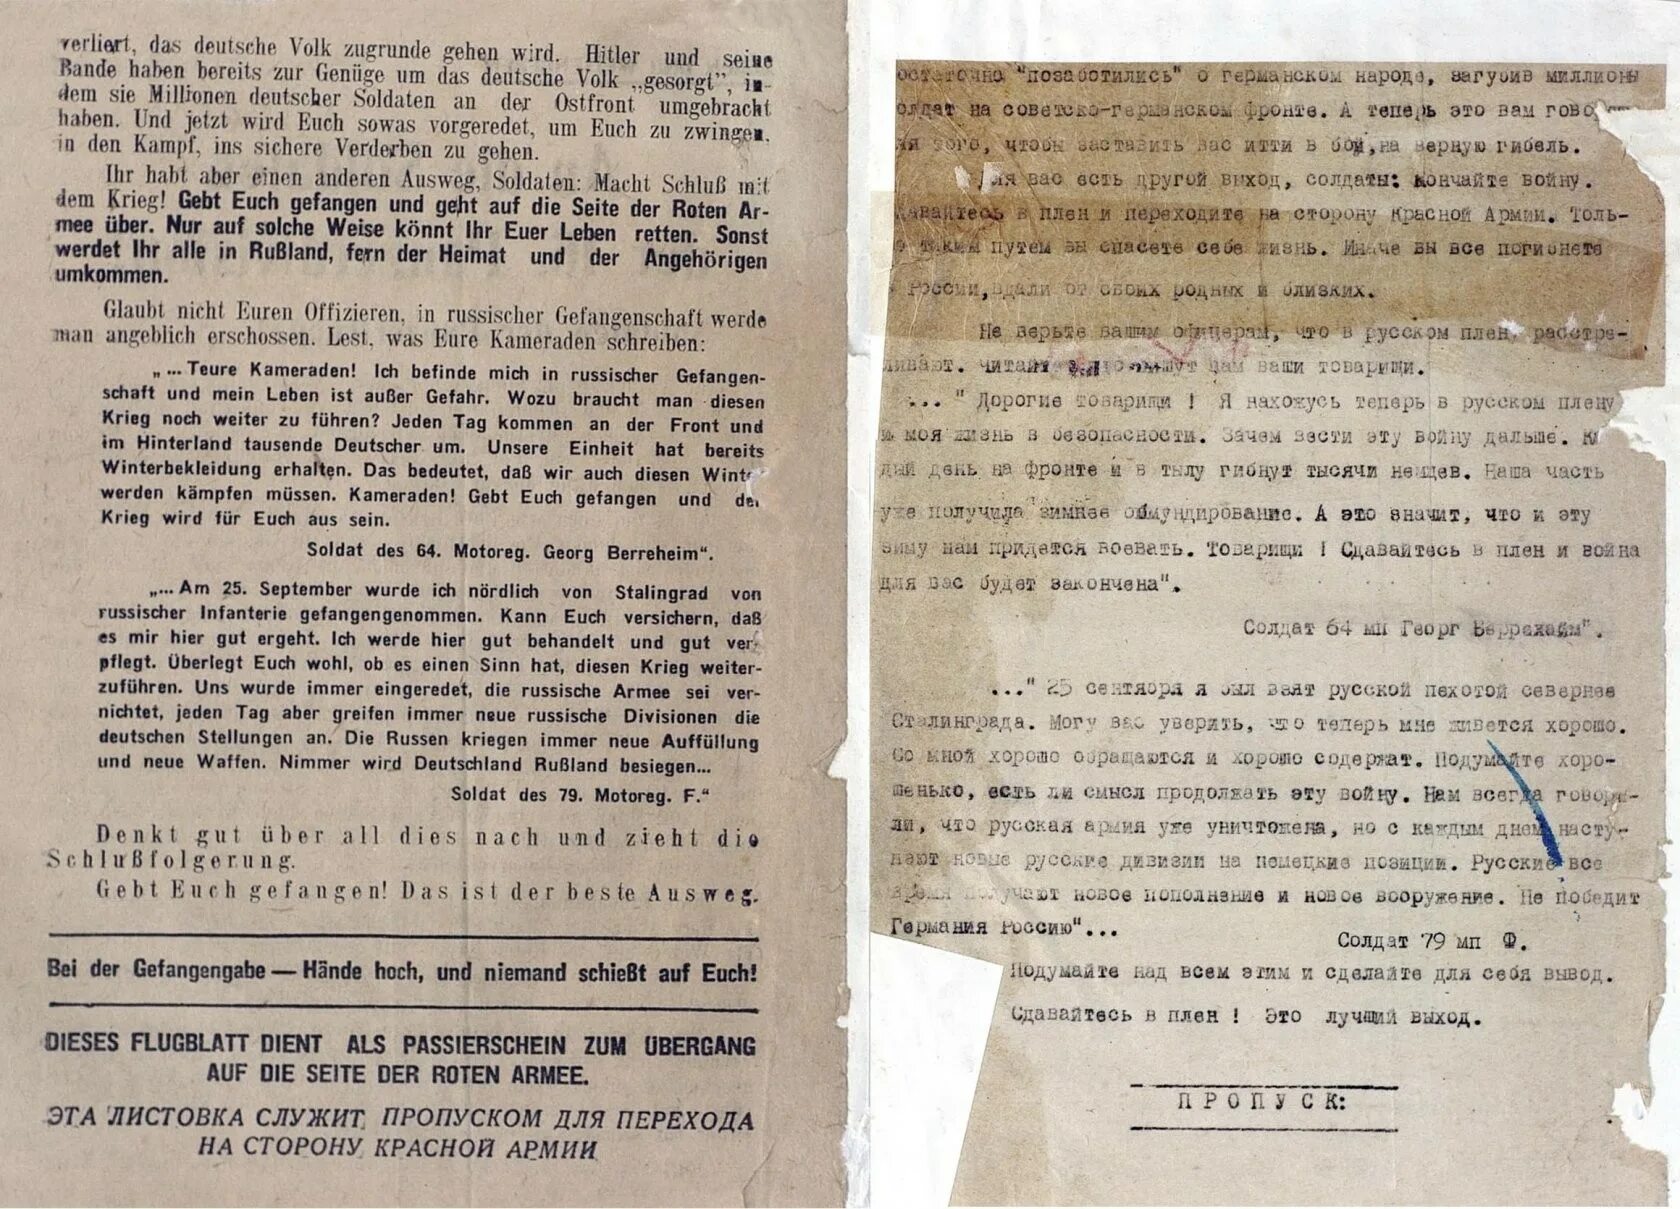 verliert, das deutsche Volk zugrunde gehen wird. Hitler und seine
Bande haben bereits zur Genüge um das deutsche Volk „gesorgt”, in-
dem sie Millionen deutscher Soldaten an der Ostfront umgebracht
haben. Und jetzt wird Euch sowas vorgeredet, um Euch zu zwingen,
in den Kampf, ins sichere Verderben zu gehen.
Ihr habt aber einen anderen Ausweg, Soldaten: Macht Schluß mit
dem Krieg! Gebt Euch gefangen und geht auf die Seite der Roten Ar-
mee über. Nur auf solche Weise könnt Ihr Euer Leben retten. Sonst
werdet Ihr alle in Rußland, fern der Heimat und der Angehörigen
umkommen.
Glaubt nicht Euren Offizieren, in russischer Gefangenschaft werde
man angeblich erschossen. Lest, was Eure Kameraden schreiben:
„... Teure Kameraden! Ich befinde mich in russischer Gefangen-
schaft und mein Leben ist außer Gefahr. Wozu braucht man diesen
Krieg noch weiter zu führen? Jeden Tag kommen an der Front und
im Hinterland tausende Deutscher um. Unsere Einheit hat bereits
Winterbekleidung erhalten. Das bedeutet, daß wir auch diesen
werden kämpfen müssen. Kameraden! Gebt Euch gefangen und
Krieg wird für Euch aus sein.
Soldat des 64. Motoreg. Georg Berreheim“.
„... Am 25. September wurde ich nördlich von Stalingrad von
russischer Infanterie gefangengenommen. Kann Euch versichern, daß
es mir hier gut ergeht. Ich werde hier gut behandelt und gut ver-
pflegt. Überlegt Euch wohl, ob es einen Sinn hat, diesen Krieg weiter-
zuführen. Uns wurde immer eingeredet, die russische Armee sei ver-
nichtet, jeden Tag aber greifen immer neue russische Divisionen die
deutschen Stellungen an. Die Russen kriegen immer neue Auffüllung
und neue Waffen. Nimmer wird Deutschland Rußland besiegen...
Soldat des 79. Motoreg. F.“
Denkt gut über all dies nach und zieht die
Schlußfolgerung.
Gebt Euch gefangen! Das ist der beste Ausweg.
Bei der Gefangengabe — Hände hoch, und niemand schießt auf Euch!
DIESES FLUGBLATT DIENT ALS PASSIERSCHEIN ZUM ÜBERGANG
AUF DIE SEITE DER ROTEN ARMEE.
ЭТА ЛИСТОВКА СЛУЖИТ ПРОПУСКОМ ДЛЯ ПЕРЕХОДА
НА СТОРОНУ КРАСНОЙ АРМИИ
"позаботились" о германском народе, загубив миллионы
солдат на советско-германском фронте. А теперь это вам
того, чтобы заставить вас итти в бой, на верную гибель.
вас есть другой выход, солдаты: Кончайте войну.
в плен и переходите на сторону Красной Армии. Толь-
таким путем вы спасете себе жизнь. Иначе вы все погибнете
России, вдали от своих родных и близких.
Не верьте вашим офицерам, что в русском плену расстре-
ливают. Читайте вам ваши товарищи.
..." Дорогие товарищи ! Я нахожусь теперь в русском плену
и моя жизнь в безопасности. Зачем вести эту войну дальше.
день на фронте и в тылу гибнут тысячи немцев. Наша часть
уже получила зимнее обмундирование. А это значит, что и эту
зиму нам придется воевать. Товарищи ! Сдавайтесь в плен и война
для вас будет закончена".
Солдат 64 мп Георг Беррехайм".
..." 25 сентября я был взят русской пехотой севернее
Сталинграда. Могу вас уверить, что теперь мне живется хорошо.
Со мной хорошо обращаются и хорошо содержат. Подумайте хоро-
шенько, есть ли смысл продолжать эту войну. Нам всегда говори-
ли, что русская армия уже уничтожена, но с каждым днем насту-
пают новые русские дивизии на немецкие позиции. Русские все
время получают новое пополнение и новое вооружение. Не победит
Германия Россию"...
Солдат 79 мп Ф.
Подумайте над всем этим и сделайте для себя вывод.
Сдавайтесь в плен ! Это лучший выход.
ПРОПУСК: